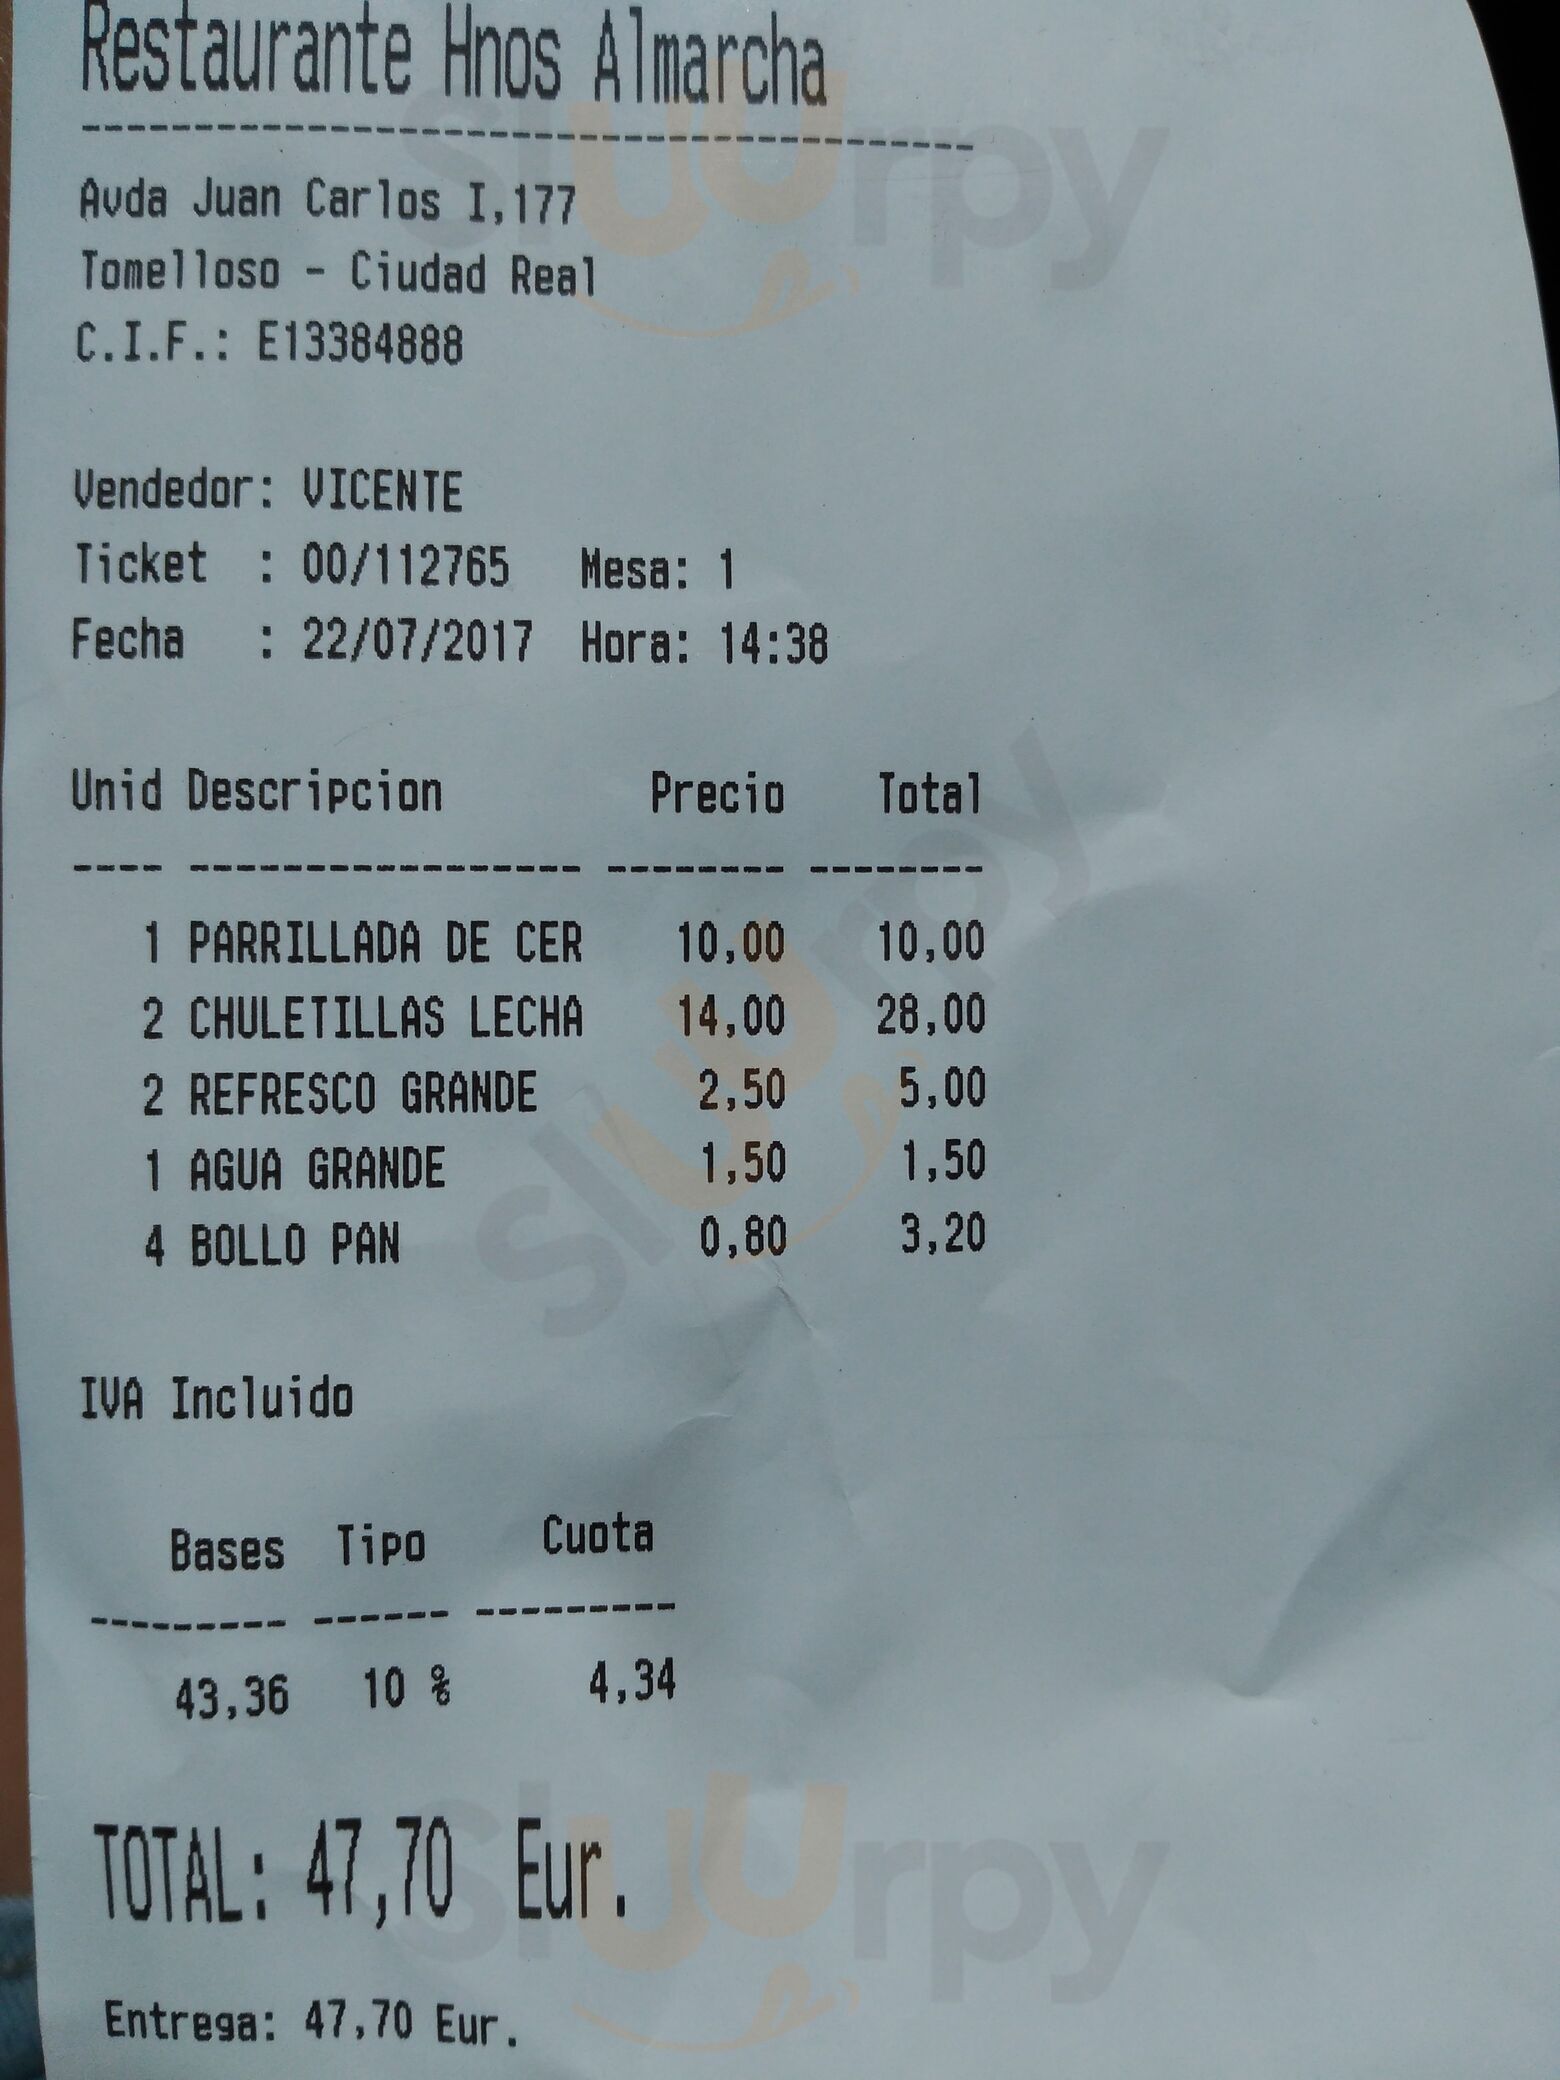 Restaurante Hnos Almarcha
---------------------------------------
Avda Juan Carlos I,177
Tomelloso - Ciudad Real
C.I.F.: E13384888
Vendedor: VICENTE
Ticket : 00/112765 Mesa: 1
Fecha : 22/07/2017 Hora: 14:38
Unid Descripcion Precio Total
---- ----------------- -------- --------
1 PARRILLADA DE CER 10,00 10,00
2 CHULETILLAS LECHA 14,00 28,00
2 REFRESCO GRANDE 2,50 5,00
1 AGUA GRANDE 1,50 1,50
4 BOLLO PAN 0,80 3,20
IVA Incluido
Bases Tipo Cuota
--------- ------ ---------
43,36 10 % 4,34
TOTAL: 47,70 Eur.
Entrega: 47,70 Eur.
sluurpy
sluurpy
sluurpy